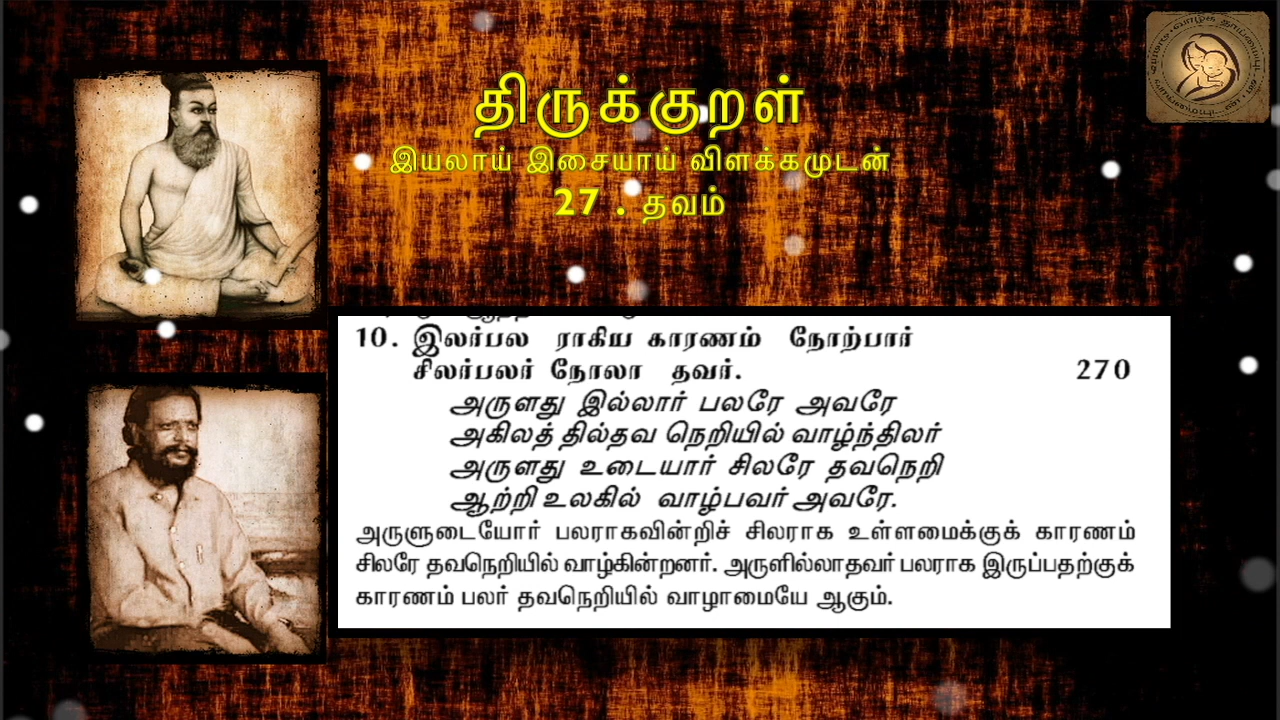 திருக்குறள்
இயலாய் இசையாய் விளக்கமுடன்
27 . தவம்
10. இலர்பல ராகிய காரணம் நோற்பார்
சிலர்பலர் நோலா தவர். 270
அருளது இல்லார் பலரே அவரே
அகிலத் தில்தவ நெறியில் வாழ்ந்திலர்
அருளது உடையார் சிலரே தவநெறி
ஆற்றி உலகில் வாழ்பவர் அவரே.
அருளுடையோர் பலராகவின்றிச் சிலராக உள்ளமைக்குக் காரணம்
சிலரே தவநெறியில் வாழ்கின்றனர். அருளில்லாதவர் பலராக இருப்பதற்குக்
காரணம் பலர் தவநெறியில் வாழாமையே ஆகும்.